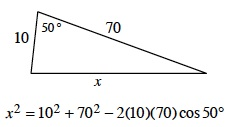 50°
70
10
x
x² = 10² + 70² − 2(10)(70) cos 50°